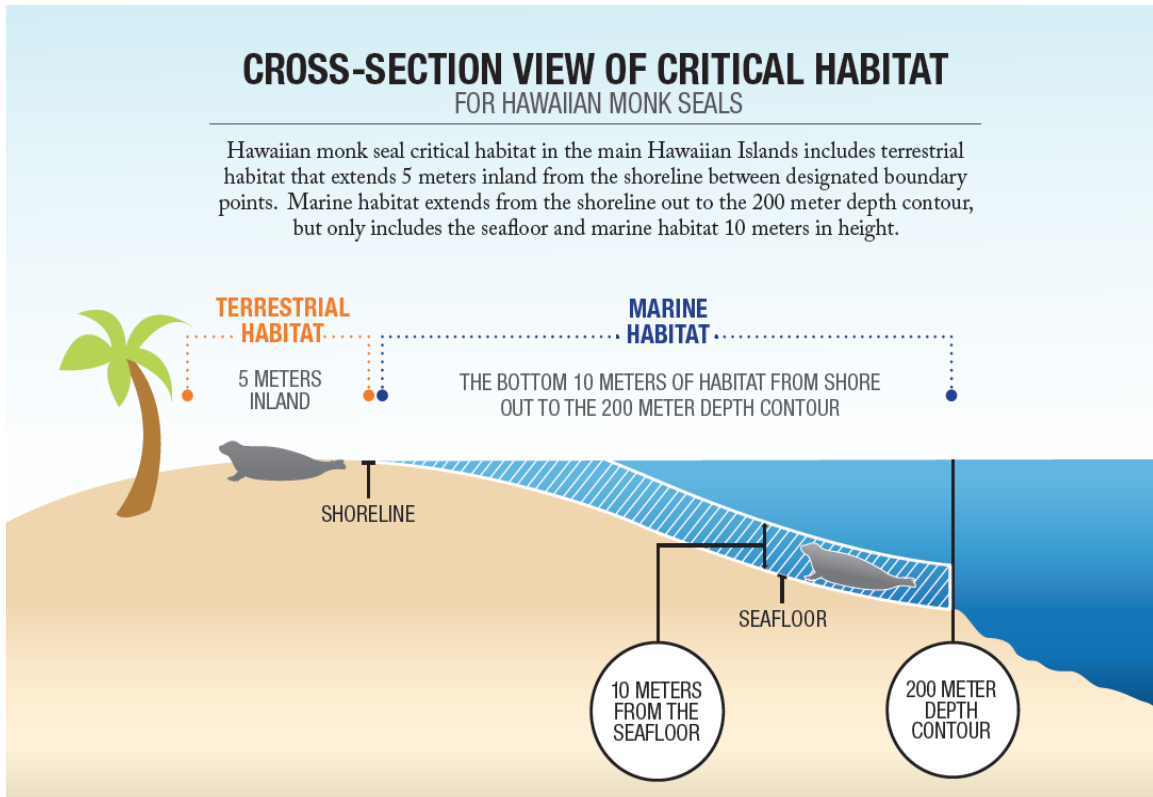 CROSS-SECTION VIEW OF CRITICAL HABITAT
FOR HAWAIIAN MONK SEALS
Hawaiian monk seal critical habitat in the main Hawaiian Islands includes terrestrial
habitat that extends 5 meters inland from the shoreline between designated boundary
points.  Marine habitat extends from the shoreline out to the 200 meter depth contour,
but only includes the seafloor and marine habitat 10 meters in height.
TERRESTRIAL
HABITAT
5 METERS
INLAND
MARINE
HABITAT
THE BOTTOM 10 METERS OF HABITAT FROM SHORE
OUT TO THE 200 METER DEPTH CONTOUR
SHORELINE
SEAFLOOR
10 METERS
FROM THE
SEAFLOOR
200 METER
DEPTH
CONTOUR